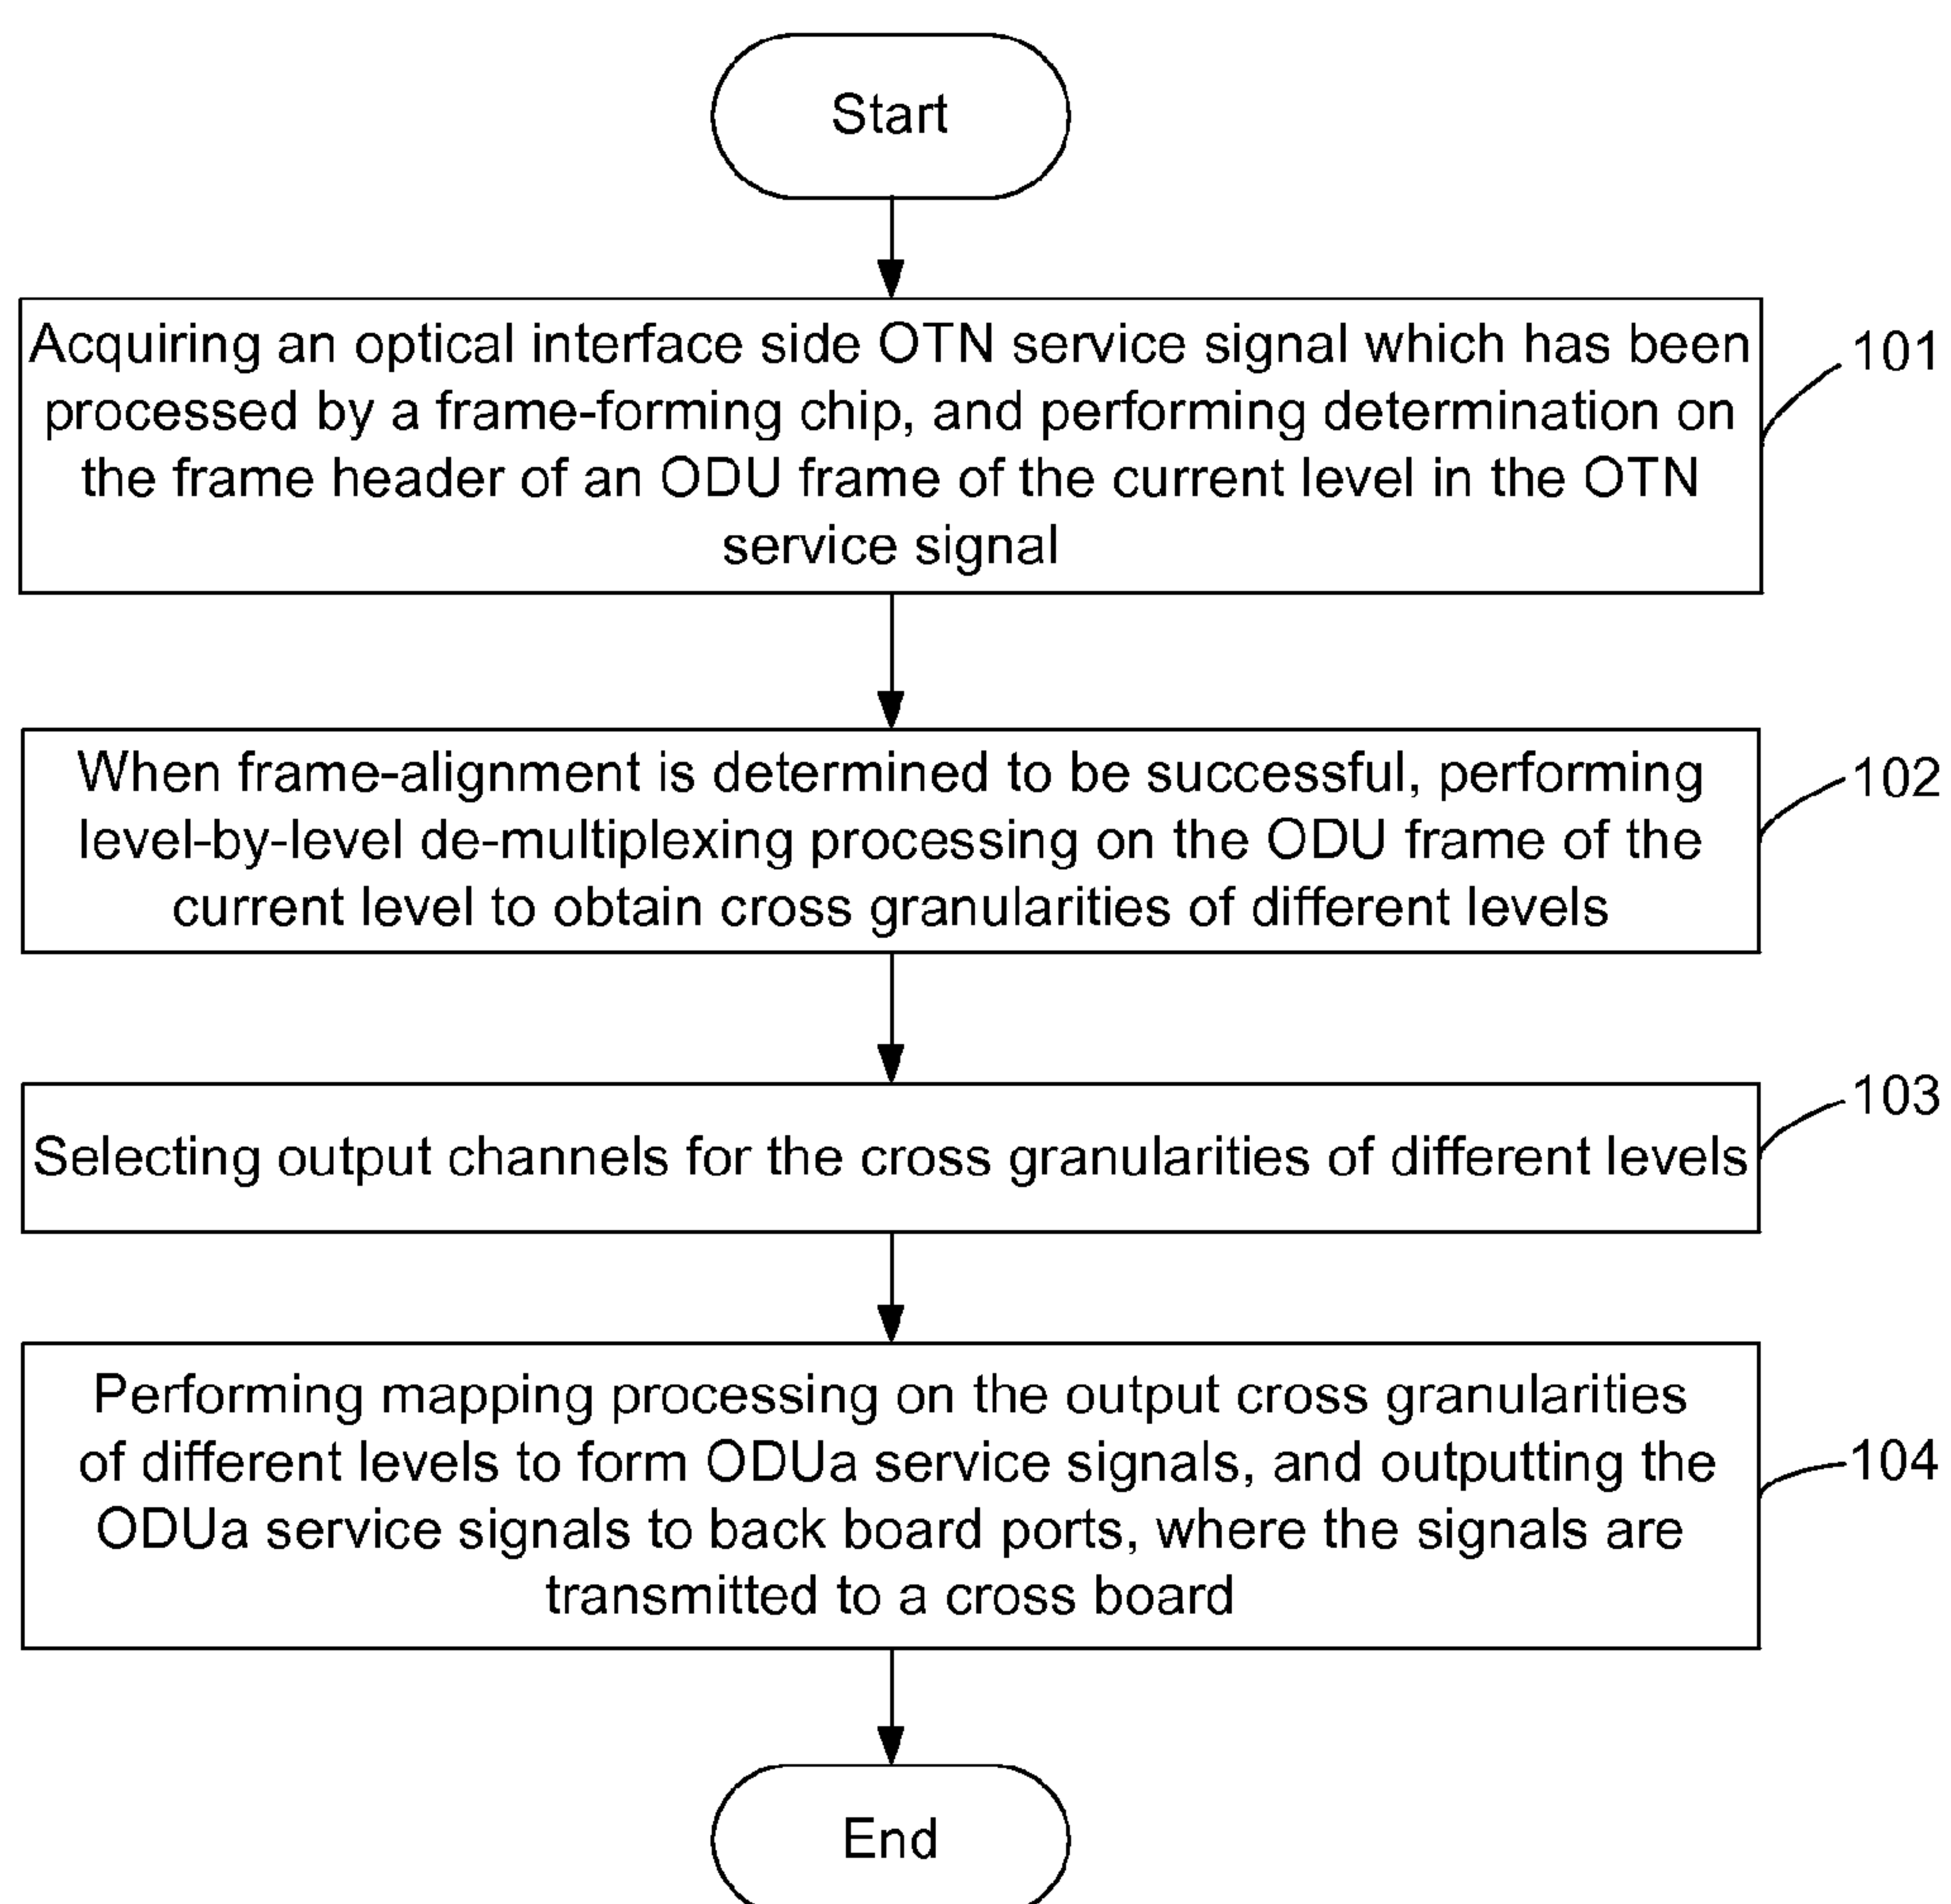 Start
Acquiring an optical interface side OTN service signal which has been
processed by a frame-forming chip, and performing determination on
the frame header of an ODU frame of the current level in the OTN
service signal
101
When frame-alignment is determined to be successful, performing
level-by-level de-multiplexing processing on the ODU frame of the
current level to obtain cross granularities of different levels
102
Selecting output channels for the cross granularities of different levels
103
Performing mapping processing on the output cross granularities
of different levels to form ODUa service signals, and outputting the
ODUa service signals to back board ports, where the signals are
transmitted to a cross board
104
End